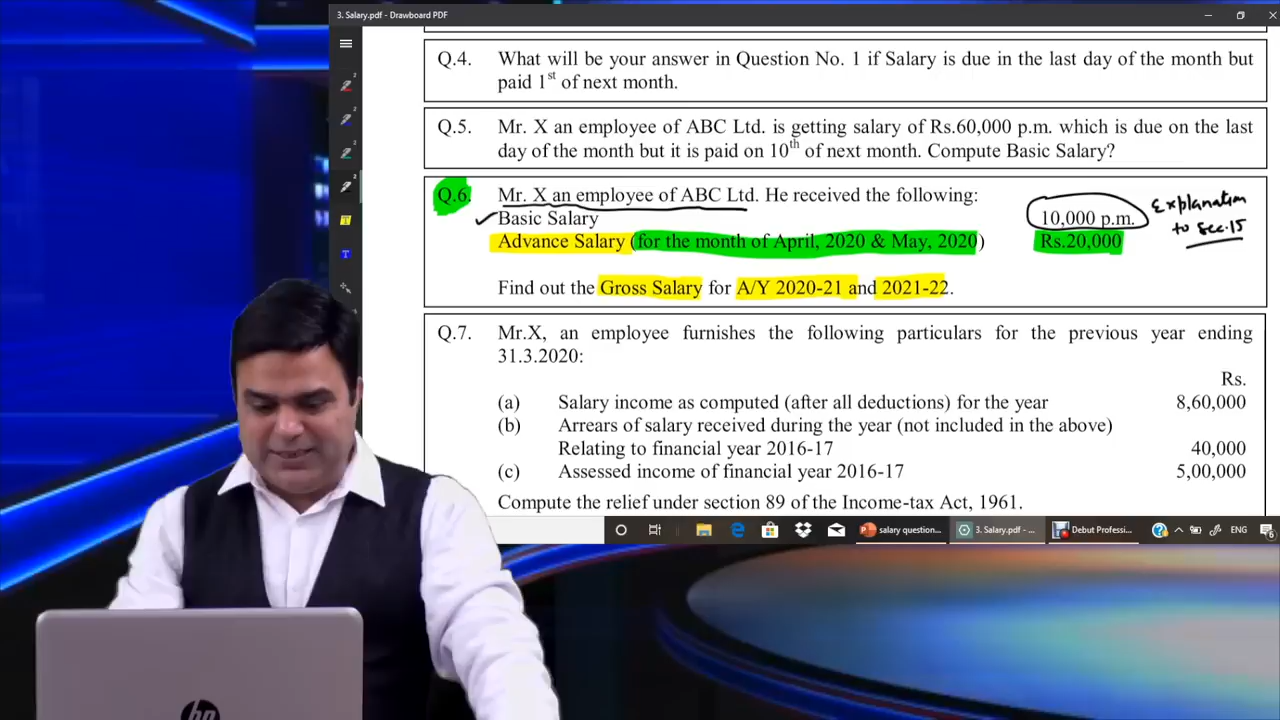 3. Salary.pdf - Drawboard PDF
Q.4. What will be your answer in Question No. 1 if Salary is due in the last day of the month but
paid 1st of next month.
Q.5. Mr. X an employee of ABC Ltd. is getting salary of Rs.60,000 p.m. which is due on the last
day of the month but it is paid on 10th of next month. Compute Basic Salary?
Q.6. Mr. X an employee of ABC Ltd. He received the following:
Basic Salary 10,000 p.m.
Advance Salary (for the month of April, 2020 & May, 2020) Rs.20,000
Explanation
to Sec.15
Find out the Gross Salary for A/Y 2020-21 and 2021-22.
Q.7. Mr.X, an employee furnishes the following particulars for the previous year ending
31.3.2020:
Rs.
(a) Salary income as computed (after all deductions) for the year 8,60,000
(b) Arrears of salary received during the year (not included in the above)
Relating to financial year 2016-17 40,000
(c) Assessed income of financial year 2016-17 5,00,000
Compute the relief under section 89 of the Income-tax Act, 1961.
salary question... 3. Salary.pdf - ... Debut Professi... ENG
hp